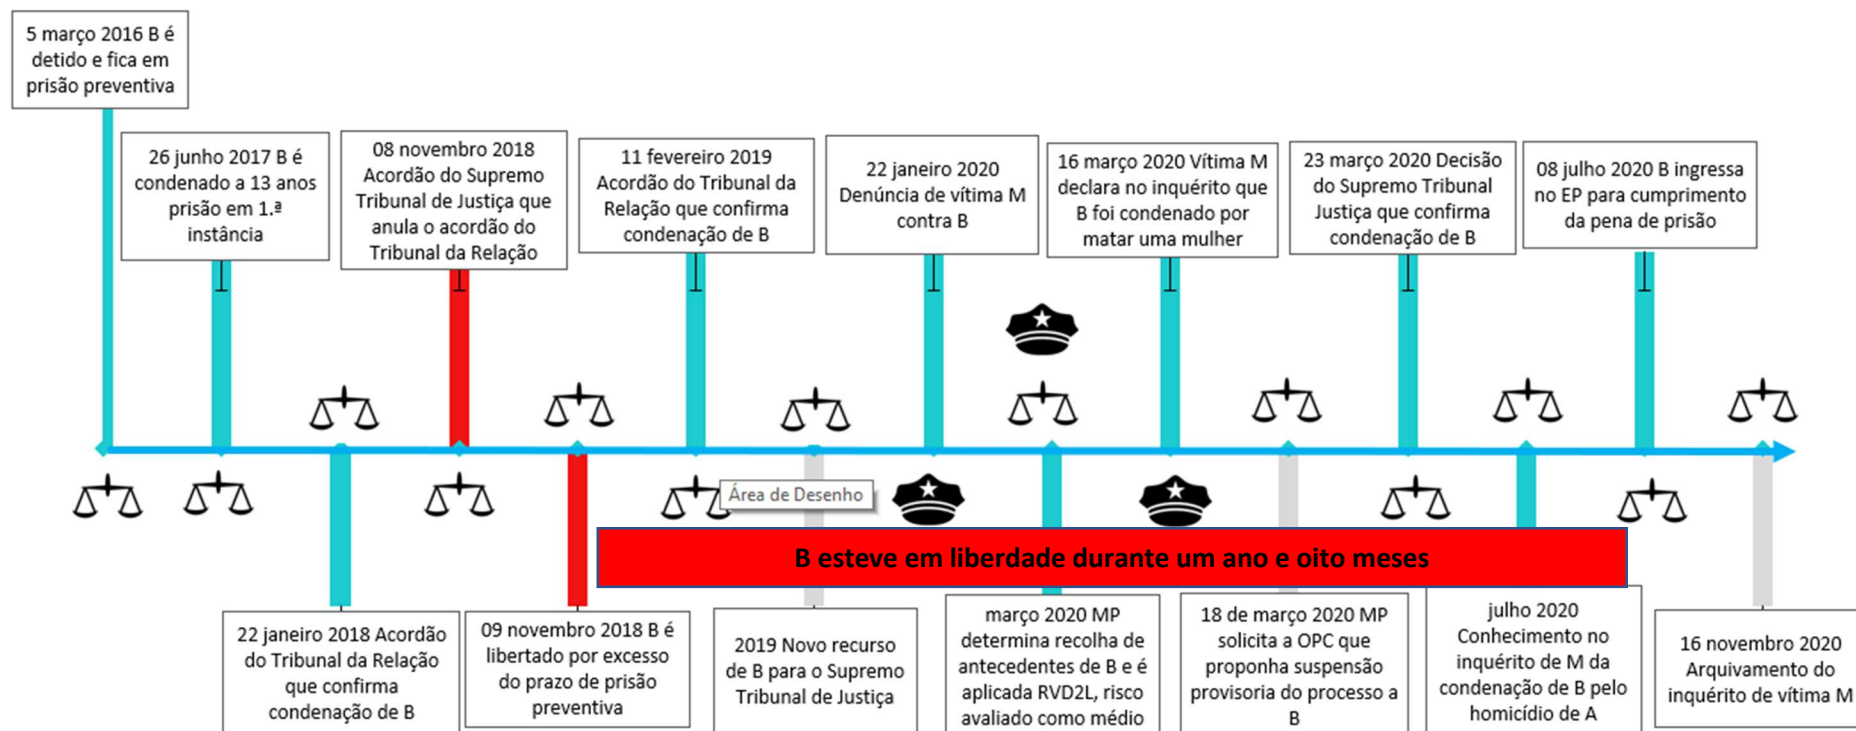 5 março 2016 B é
detido e fica em
prisão preventiva
26 junho 2017 B é
condenado a 13 anos
prisão em 1.ª
instância
08 novembro 2018
Acordão do Supremo
Tribunal de Justiça que
anula o acordão do
Tribunal da Relação
11 fevereiro 2019
Acordão do Tribunal da
Relação que confirma
condenação de B
22 janeiro 2020
Denúncia de vítima M
contra B
16 março 2020 Vítima M
declara no inquérito que
B foi condenado por
matar uma mulher
23 março 2020 Decisão
do Supremo Tribunal
Justiça que confirma
condenação de B
08 julho 2020 B ingressa
no EP para cumprimento
da pena de prisão
Área de Desenho
B esteve em liberdade durante um ano e oito meses
22 janeiro 2018 Acordão
do Tribunal da Relação
que confirma
condenação de B
09 novembro 2018 B é
libertado por excesso
do prazo de prisão
preventiva
2019 Novo recurso
de B para o Supremo
Tribunal de Justiça
março 2020 MP
determina recolha de
antecedentes de B e é
aplicada RVD2L, risco
avaliado como médio
18 de março 2020 MP
solicita a OPC que
proponha suspensão
provisoria do processo a
B
julho 2020
Conhecimento no
inquérito de M da
condenação de B pelo
homicídio de A
16 novembro 2020
Arquivamento do
inquérito de vítima M